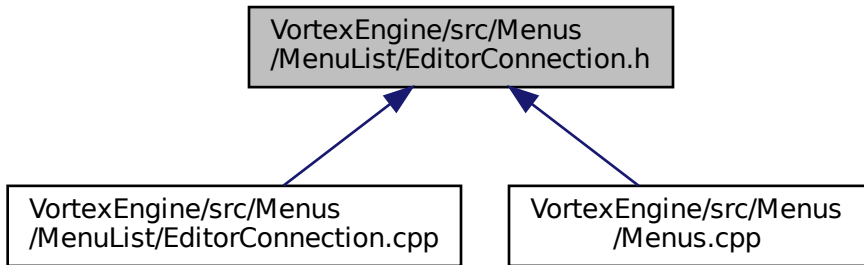 VortexEngine/src/Menus
/MenuList/EditorConnection.h
VortexEngine/src/Menus
/MenuList/EditorConnection.cpp
VortexEngine/src/Menus
/Menus.cpp